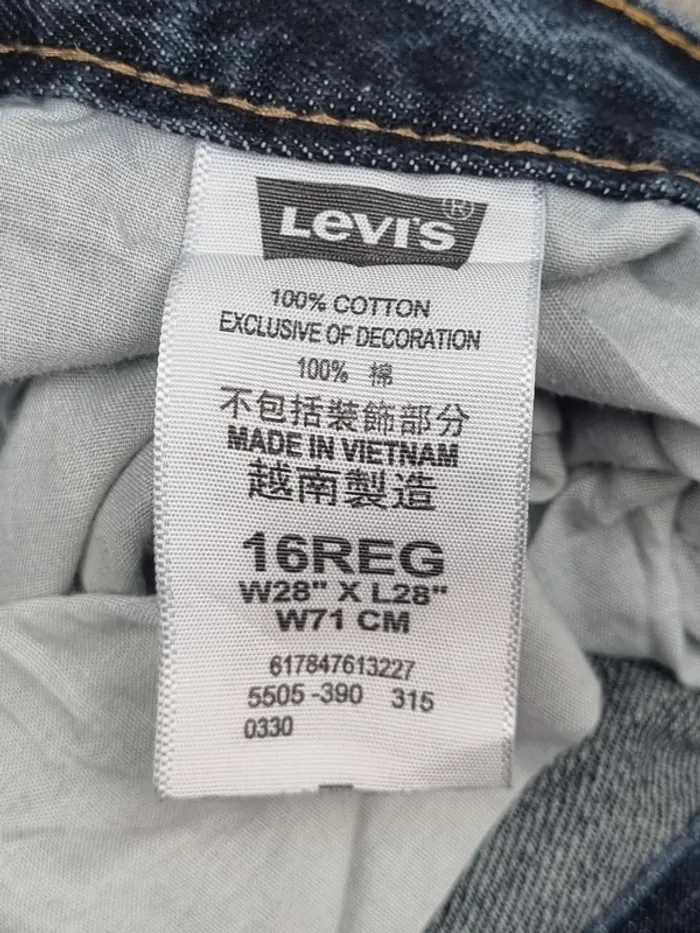 LEVI'S ®
100% COTTON
EXCLUSIVE OF DECORATION
100% 棉
不包括裝飾部分
MADE IN VIETNAM
越南製造
16REG
W28" X L28"
W71 CM
617847613227
5505-390 315
0330